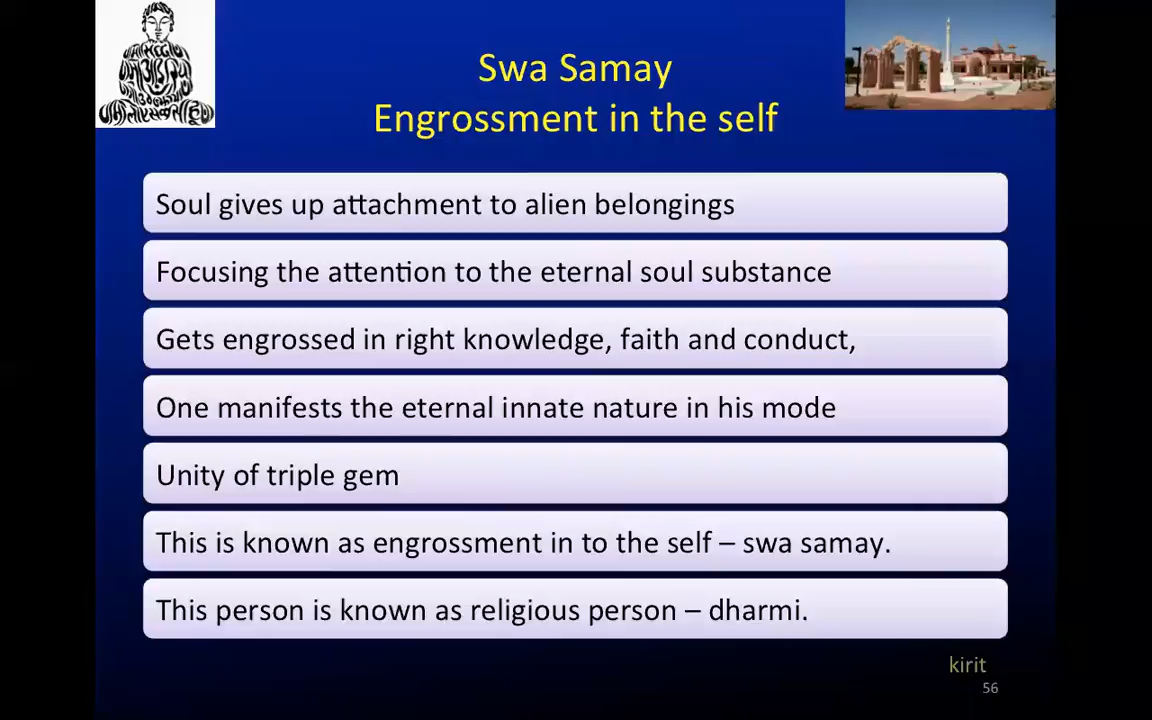 Swa Samay
Engrossment in the self
Soul gives up attachment to alien belongings
Focusing the attention to the eternal soul substance
Gets engrossed in right knowledge, faith and conduct,
One manifests the eternal innate nature in his mode
Unity of triple gem
This is known as engrossment in to the self – swa samay.
This person is known as religious person – dharmi.
kirit
56